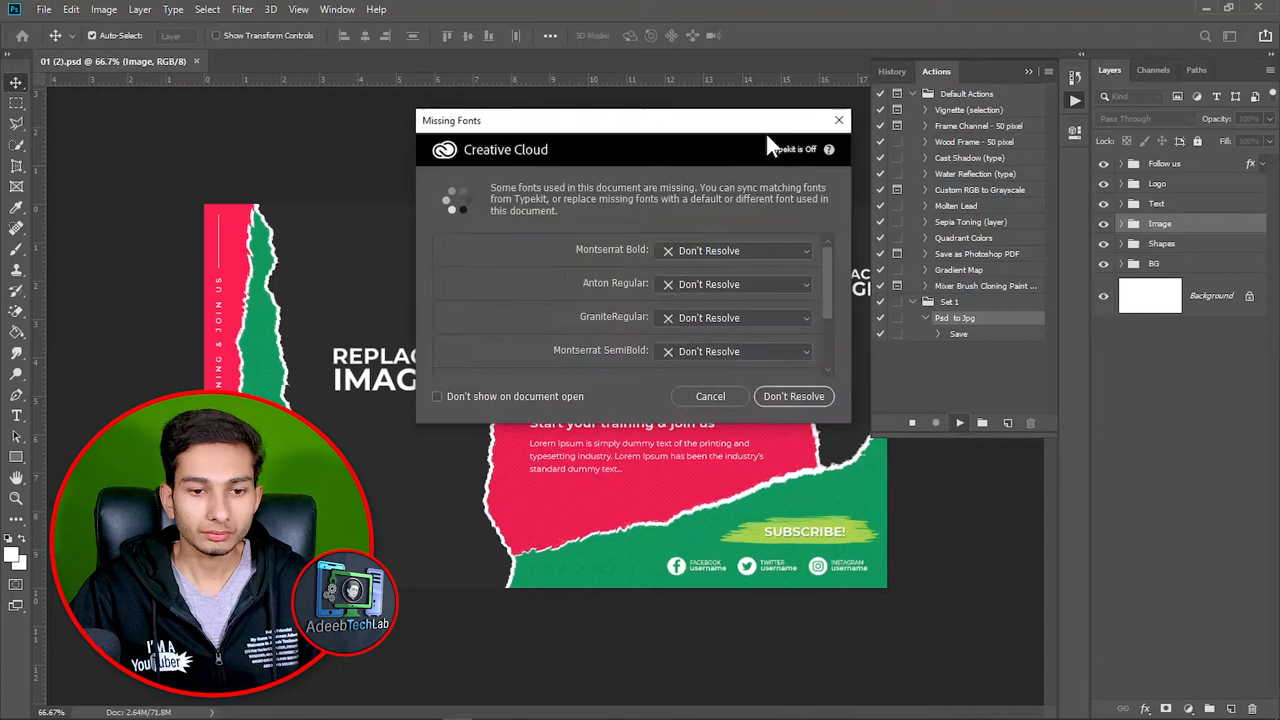 Ps File Edit Image Layer Type Select Filter 3D View Window Help
Auto-Select: Layer Show Transform Controls 3D Mode:
01 (2).psd @ 66.7% (Image, RGB/8) ×
History Actions
Default Actions
Vignette (selection)
Frame Channel - 50 pixel
Wood Frame - 50 pixel
Cast Shadow (type)
Water Reflection (type)
Custom RGB to Grayscale
Molten Lead
Sepia Toning (layer)
Quadrant Colors
Save as Photoshop PDF
Gradient Map
Mixer Brush Cloning Paint ...
Set 1
Psd to Jpg
Save
Layers Channels Paths
Kind
Pass Through Opacity: 100%
Lock: Fill: 100%
Follow us fx
Logo
Text
Image
Shapes
BG
Background
Missing Fonts
Creative Cloud
is Off ?
Some fonts used in this document are missing. You can sync matching fonts
from Typekit, or replace missing fonts with a default or different font used in
this document.
Montserrat Bold: Don't Resolve
Anton Regular: Don't Resolve
GraniteRegular: Don't Resolve
Montserrat SemiBold: Don't Resolve
Don't show on document open Cancel Don't Resolve
NING & JOIN US
REPLAC
IMAG
Start your training & join us
Lorem Ipsum is simply dummy text of the printing and
typesetting industry. Lorem Ipsum has been the industry's
standard dummy text...
SUBSCRIBE!
FACEBOOK
username
TWITTER
username
INSTAGRAM
username
I'M A
YouTuber
AdeebTechLab
66.67% Doc: 2.64M/71.8M